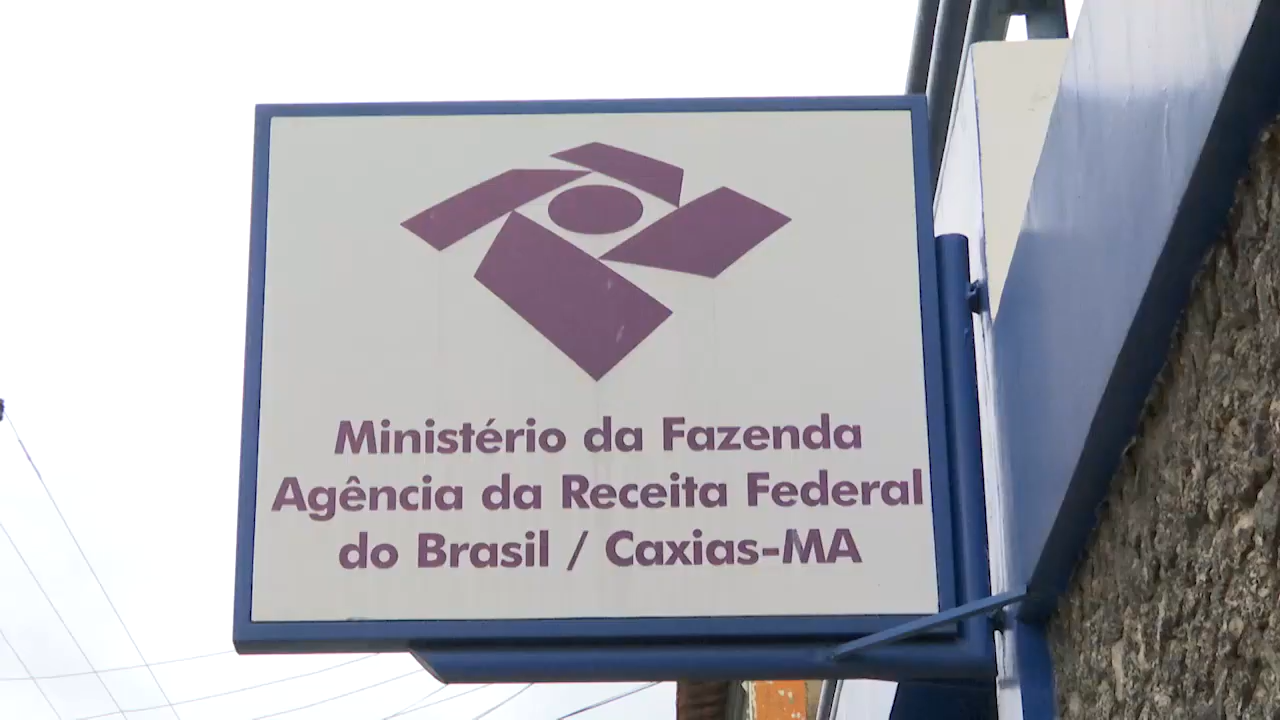 Ministério da Fazenda
Agência da Receita Federal
do Brasil / Caxias-MA